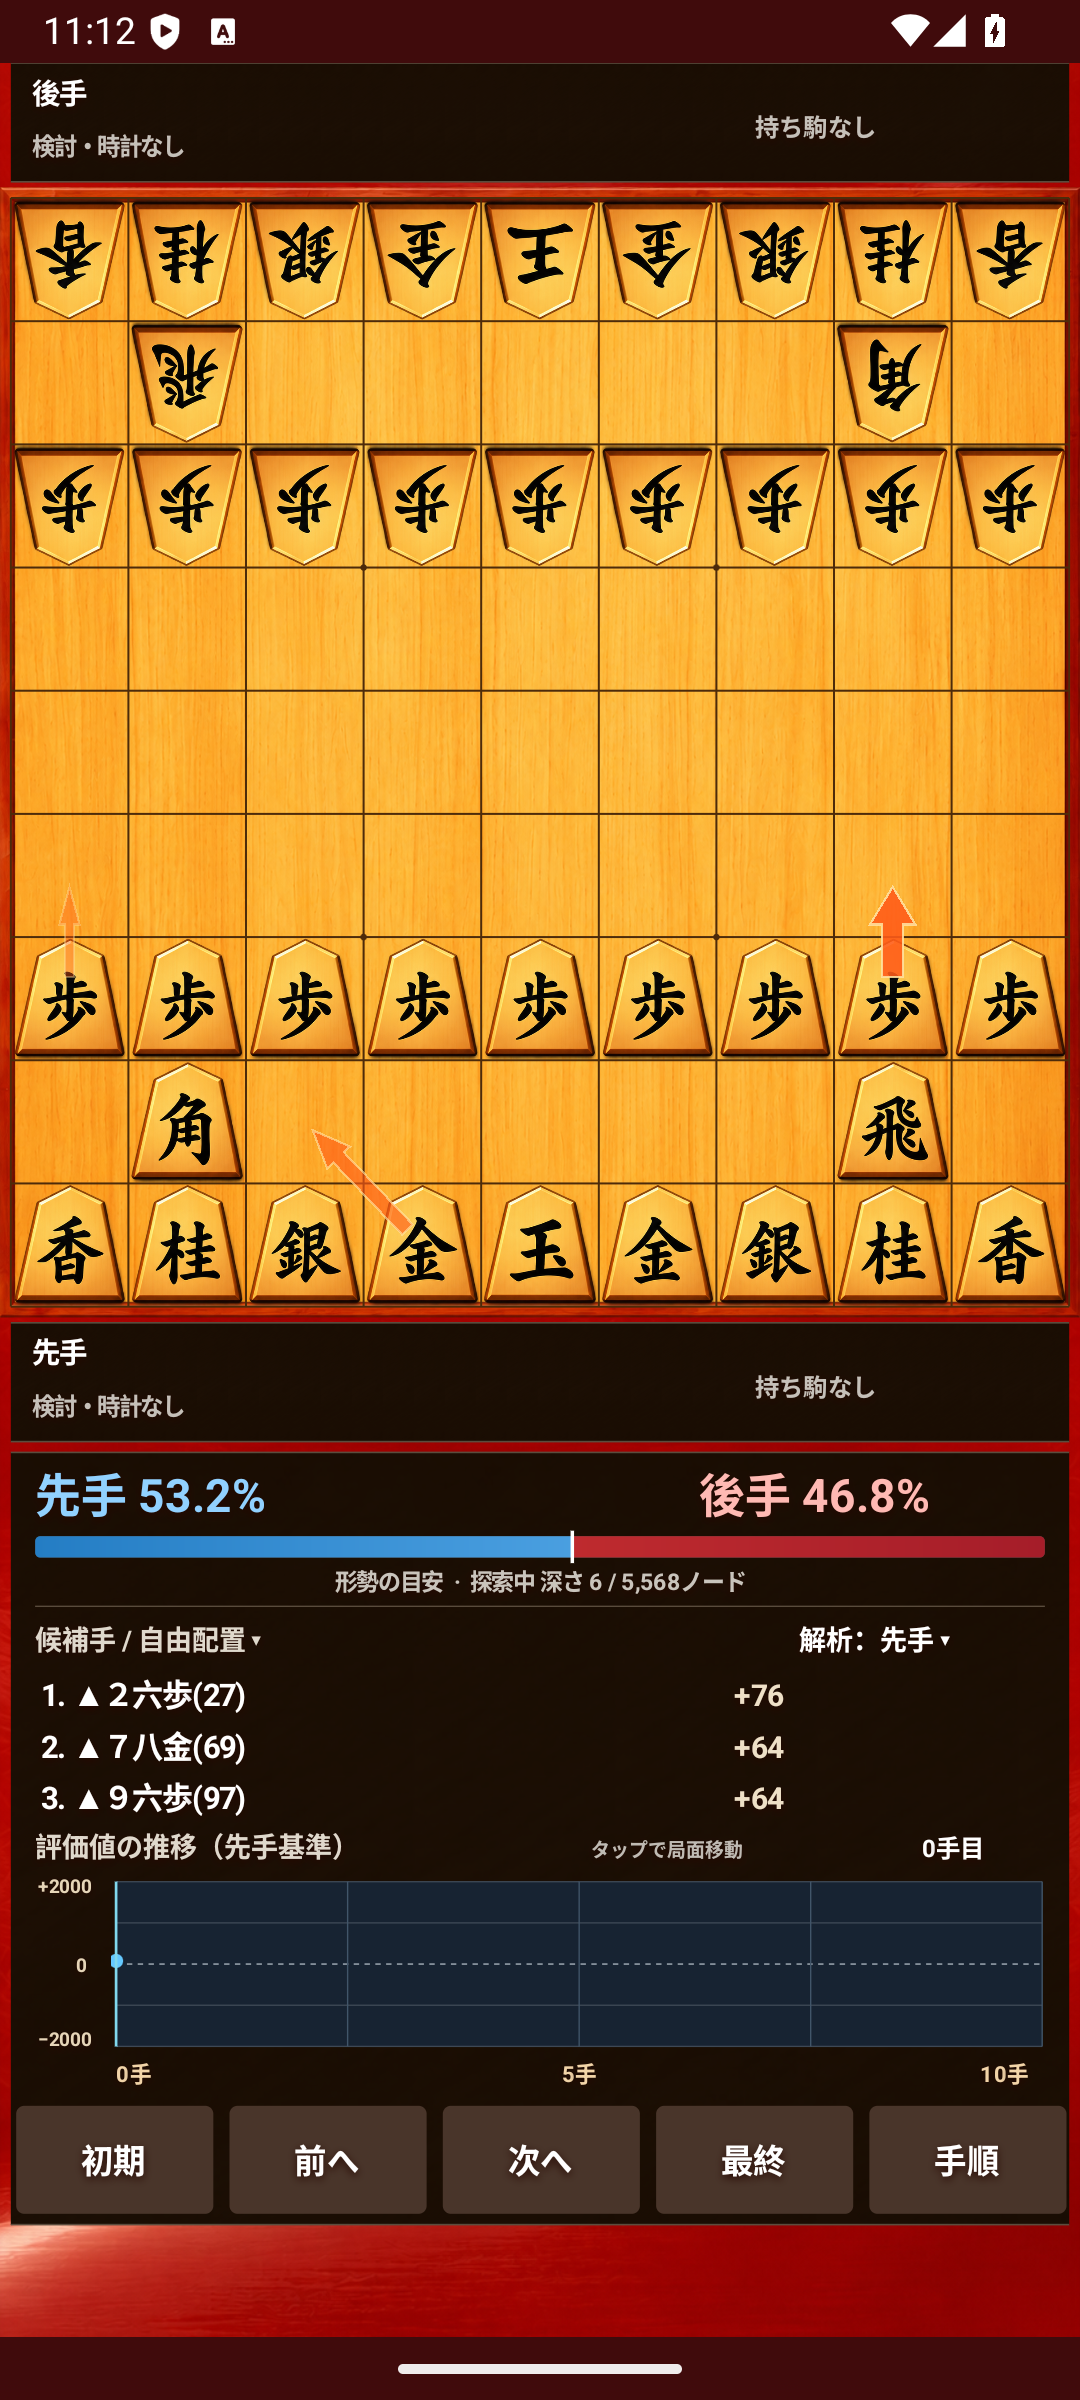 11:12
後手
検討・時計なし
持ち駒なし
香桂銀金王金銀桂香
飛角
歩歩歩歩歩歩歩歩歩
歩歩歩歩歩歩歩歩歩
角飛
香桂銀金玉金銀桂香
先手
検討・時計なし
持ち駒なし
先手 53.2% 後手 46.8%
形勢の目安 · 探索中 深さ 6 / 5,568ノード
候補手 / 自由配置 ▾ 解析：先手 ▾
1. ▲２六歩(27) +76
2. ▲７八金(69) +64
3. ▲９六歩(97) +64
評価値の推移（先手基準） タップで局面移動 0手目
+2000
0
−2000
0手 5手 10手
初期 前へ 次へ 最終 手順